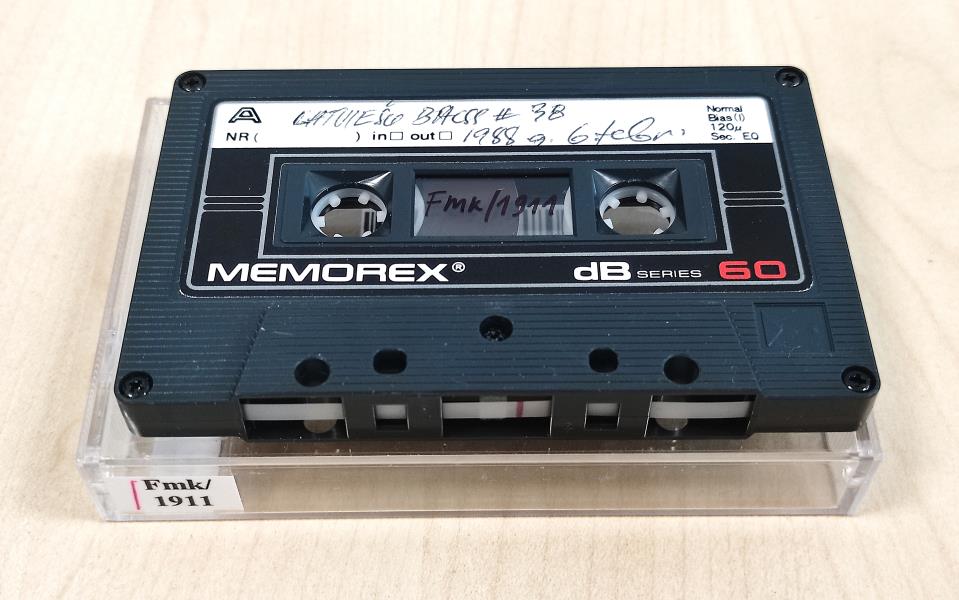 A
LATVIEŠU BALSS # 3B
NR ( ) in □ out □ 1988 g. 6 febr.
Normal
Bias (I)
120µ
Sec. EQ
Fmk/1911
MEMOREX®
dB SERIES 60
Fmk/
1911